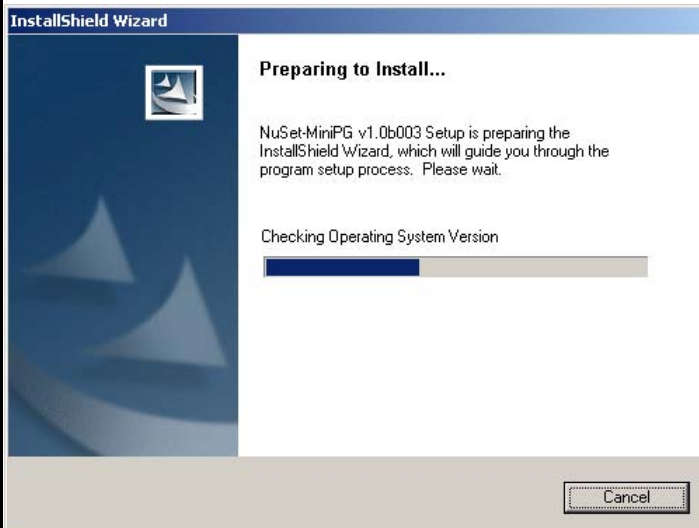 InstallShield Wizard
Preparing to Install...
NuSet-MiniPG v1.0b003 Setup is preparing the
InstallShield Wizard, which will guide you through the
program setup process. Please wait.
Checking Operating System Version
Cancel